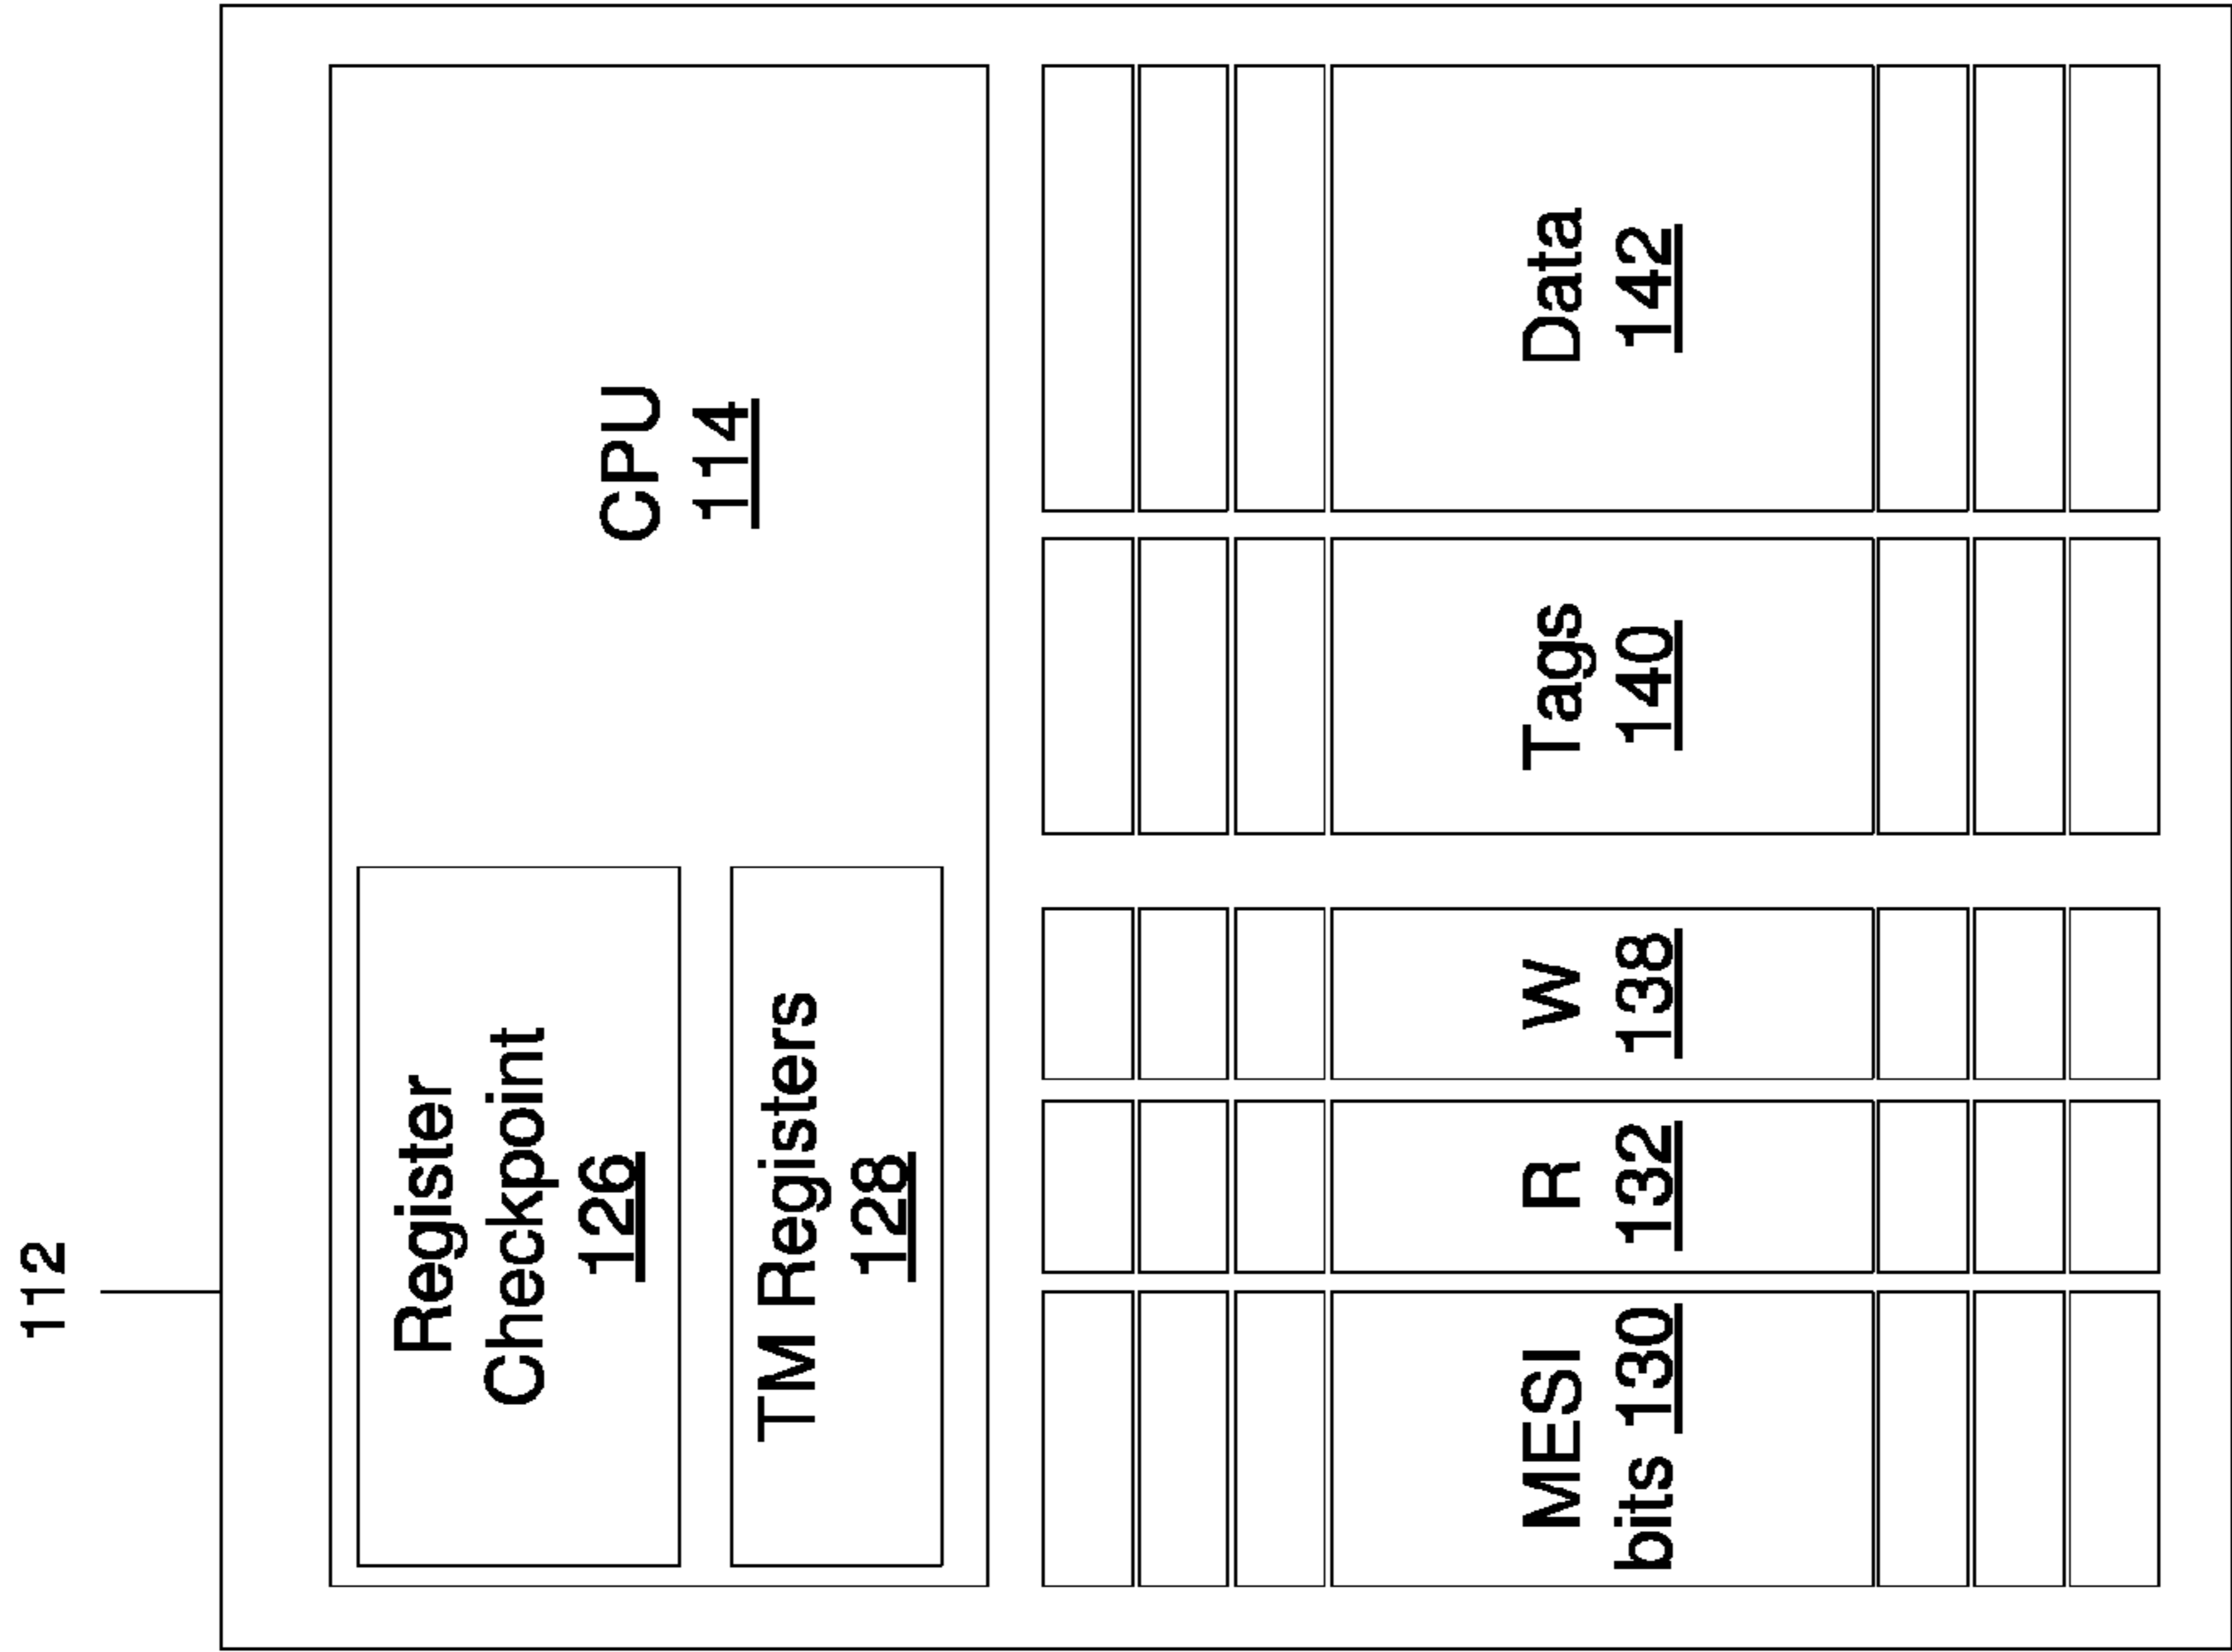 112
Register
Checkpoint
126
TM Registers
128
CPU
114
MESI
bits 130
R
132
W
138
Tags
140
Data
142